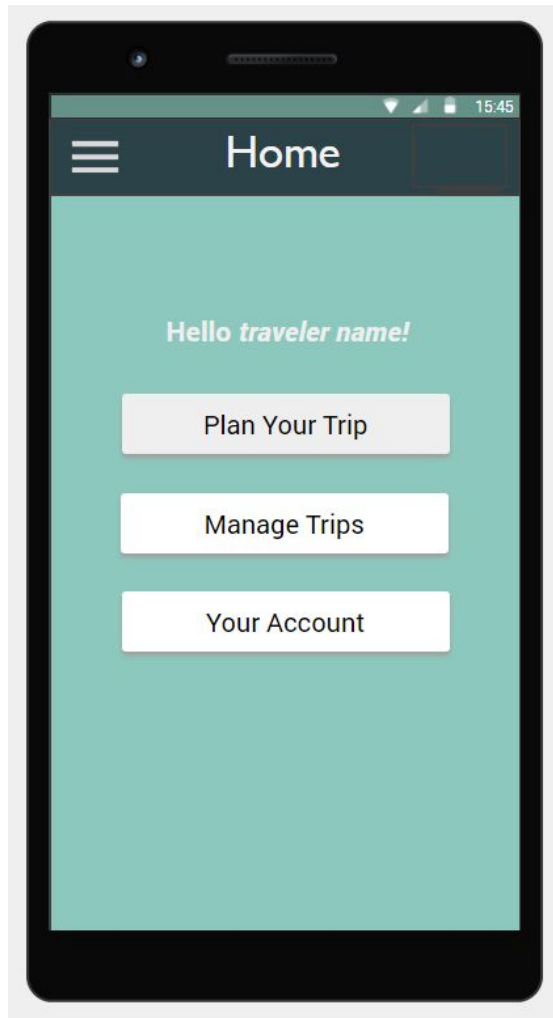 15:45
Home
Hello traveler name!
Plan Your Trip
Manage Trips
Your Account